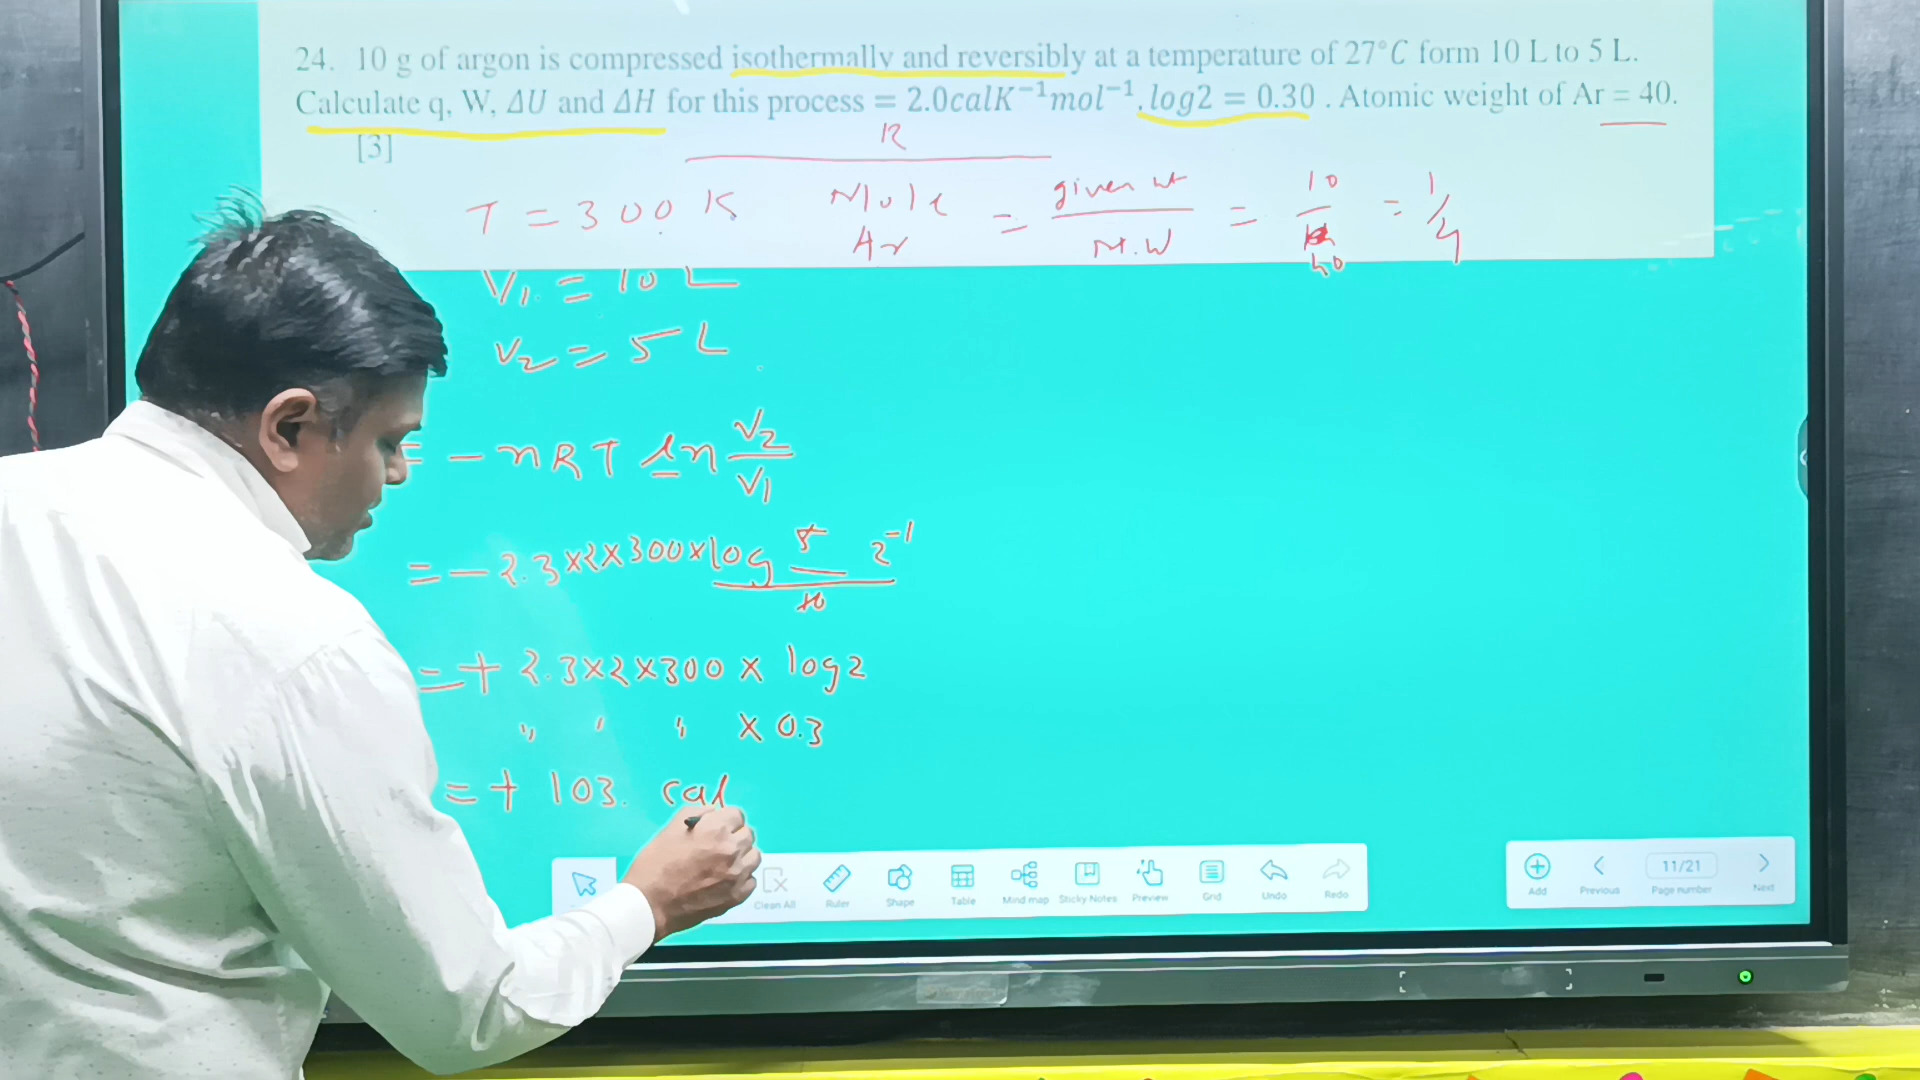 24. 10 g of argon is compressed isothermally and reversibly at a temperature of 27°C form 10 L to 5 L.
Calculate q, W, ΔU and ΔH for this process = 2.0calK⁻¹mol⁻¹. log2 = 0.30 . Atomic weight of Ar = 40.
[3]
R
T = 300 K Mole Ar = given wt / M.W = 10 / 40 = 1/4
V₁ = 10 L
V₂ = 5 L
= - nRT ln V₂/V₁
= - 2.3×2×300×log 5/10 2⁻¹
= + 2.3×2×300 × log2
" " " × 0.3
= + 103. cal
Clean All Ruler Shape Table Mind map Sticky Notes Preview Grid Undo Redo
Add Previous 11/21 Page number Next